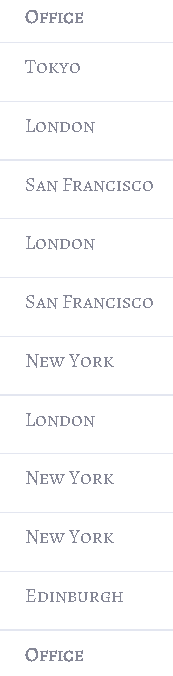 Office
Tokyo
London
San Francisco
London
San Francisco
New York
London
New York
New York
Edinburgh
Office